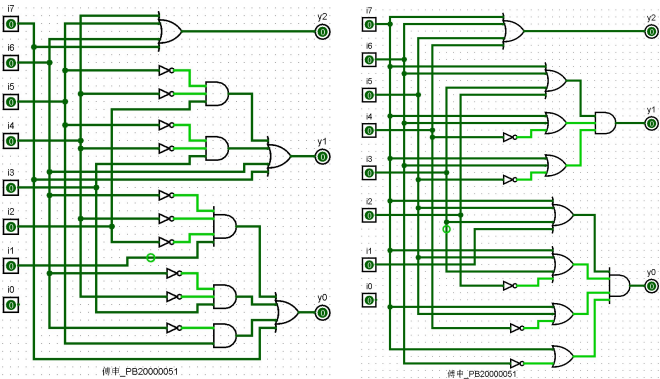 i7
y2
i6
i5
i4
y1
i3
i2
i1
i0
y0
傅申_PB20000051
i7
y2
i6
i5
y1
i4
i3
i2
i1
y0
i0
傅申_PB20000051